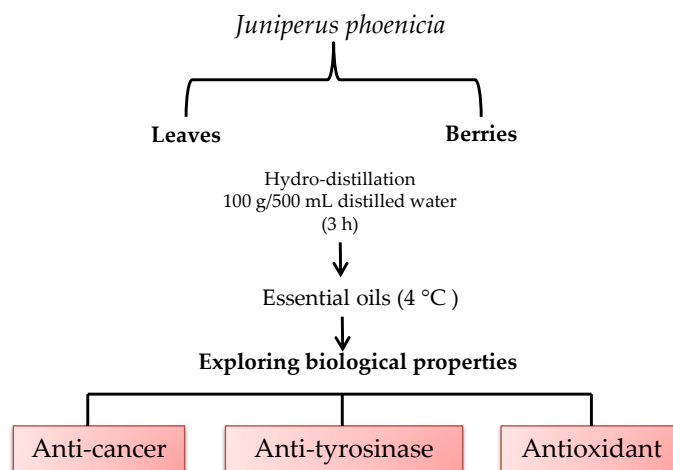 Juniperus phoenicia
Leaves
Berries
Hydro-distillation
100 g/500 mL distilled water
(3 h)
Essential oils (4 °C )
Exploring biological properties
Anti-cancer
Anti-tyrosinase
Antioxidant